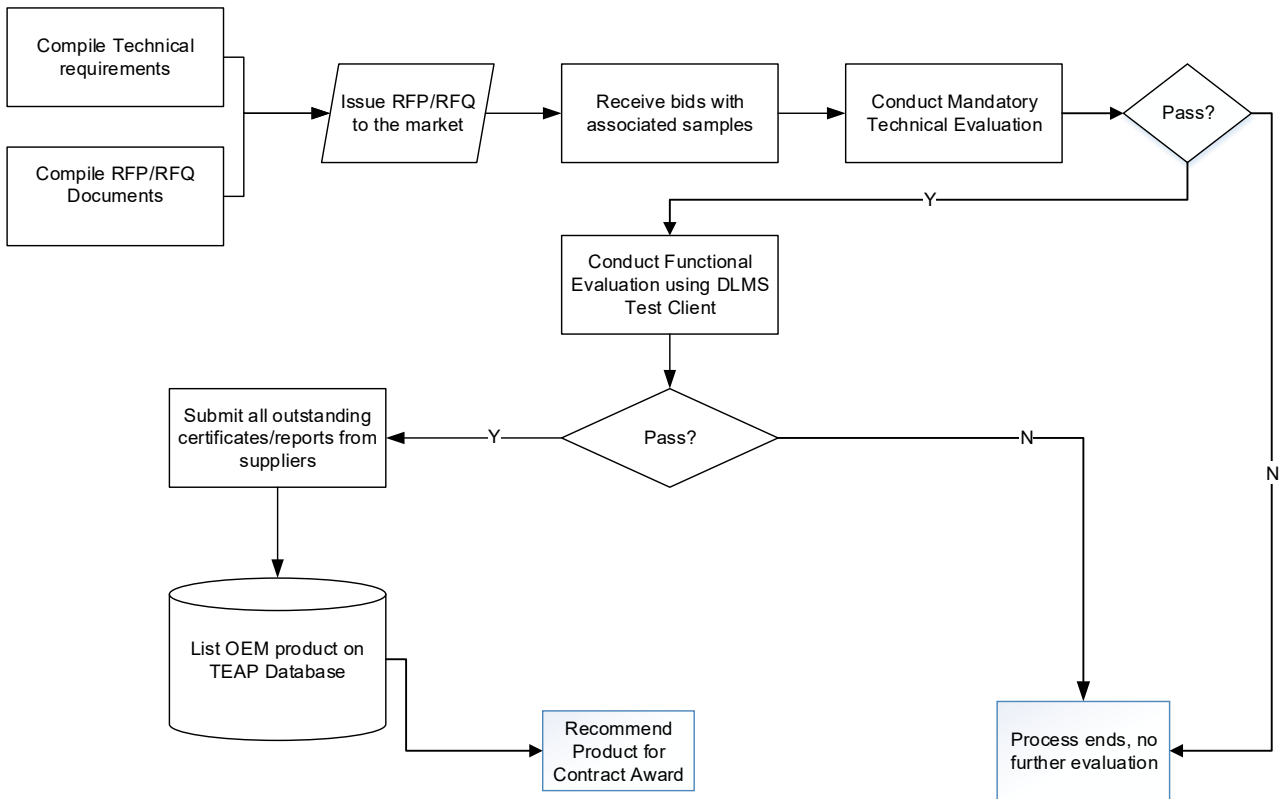 Compile Technical
requirements
Compile RFP/RFQ
Documents
Issue RFP/RFQ
to the market
Receive bids with
associated samples
Conduct Mandatory
Technical Evaluation
Pass?
Y
N
Conduct Functional
Evaluation using DLMS
Test Client
Pass?
Y
N
Submit all outstanding
certificates/reports from
suppliers
List OEM product on
TEAP Database
Recommend
Product for
Contract Award
Process ends, no
further evaluation